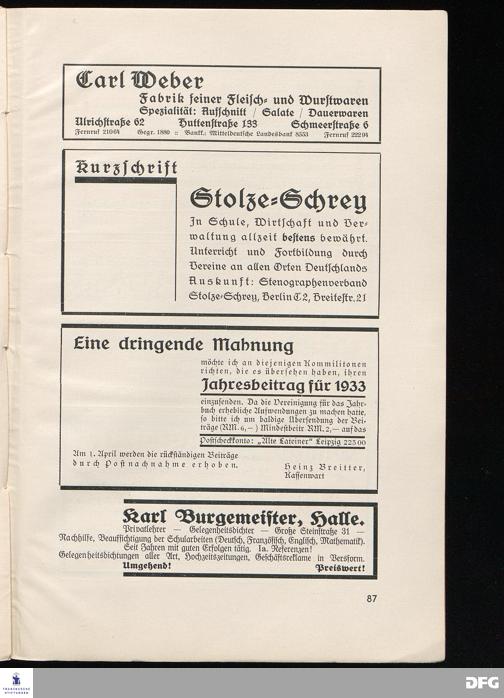 Carl Weber
Fabrik feiner Fleisch- und Wurstwaren
Spezialität: Aufschnitt / Salate / Dauerwaren
Ulrichstraße 62 Huttenstraße 133 Schmeerstraße 6
Fernruf 21064 Gegr. 1880 :: Bankk.: Mitteldeutsche Landesbank 8553 Fernruf 22294
Kurzschrift
Stolze-Schrey
In Schule, Wirtschaft und Ver-
waltung allzeit bestens bewährt.
Unterricht und Fortbildung durch
Vereine an allen Orten Deutschlands
Auskunft: Stenographenverband
Stolze-Schrey, Berlin C. 2, Breitestr. 21
Eine dringende Mahnung
möchte ich an diejenigen Kommilitonen
richten, die es übersehen haben, ihren
Jahresbeitrag für 1933
einzusenden. Da die Vereinigung für das Jahr-
buch erhebliche Aufwendungen zu machen hatte,
so bitte ich um baldige Übersendung der Bei-
träge (RM. 6,–) Mindestbeitr. RM. 2,– auf das
Postscheckkonto: „Alte Lateiner" Leipzig 225 00
Am 1. April werden die rückständigen Beiträge
durch Postnachnahme erhoben.
Heinz Breitter,
Kassenwart
Karl Burgemeister, Halle.
Privatlehrer — Gelegenheitsdichter — Große Steinstraße 31 —
Nachhilfe, Beaufsichtigung der Schularbeiten (Deutsch, Französisch, Englisch, Mathematik).
Seit Jahren mit guten Erfolgen tätig. Ia. Referenzen!
Gelegenheitsdichtungen aller Art, Hochzeitszeitungen, Geschäftsreklame in Versform.
Umgehend! Preiswert!
87
FRANCKESCHE
STIFTUNGEN
DFG